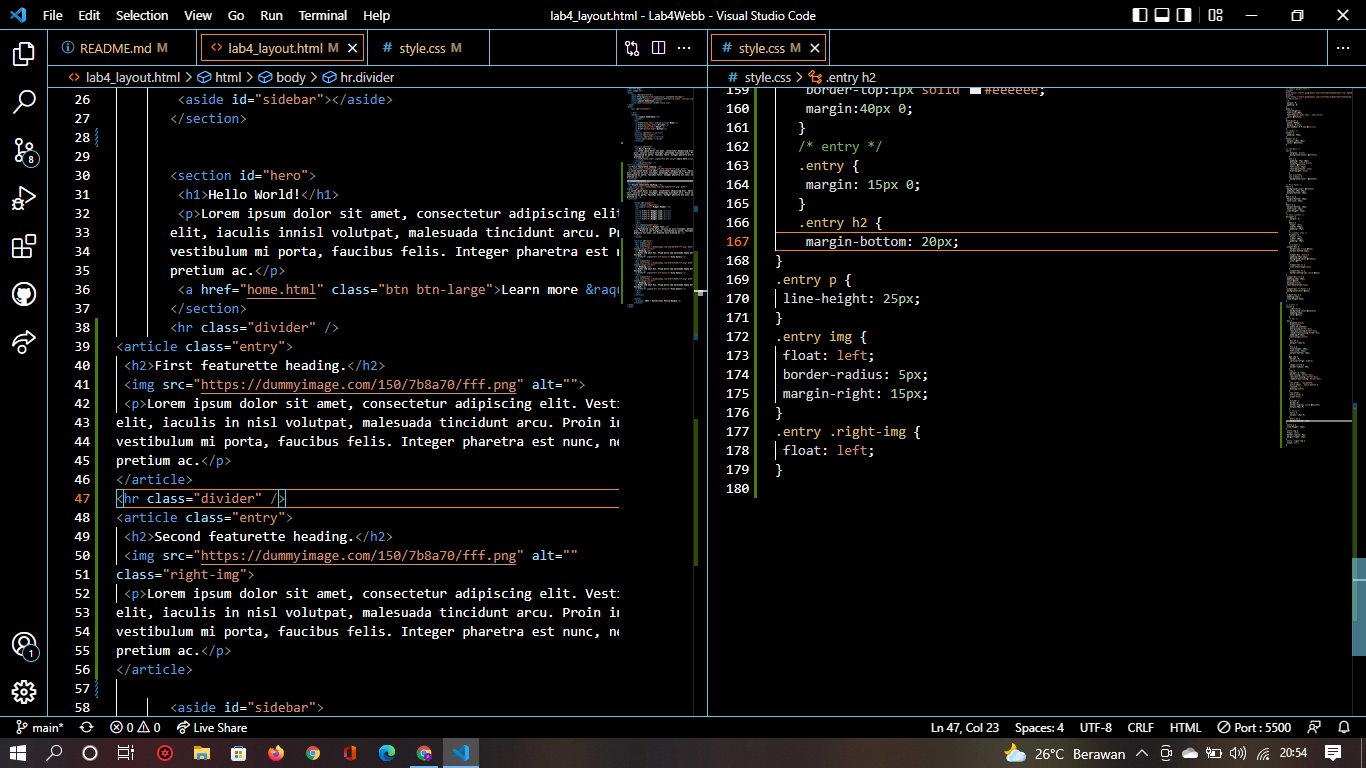 File Edit Selection View Go Run Terminal Help
lab4_layout.html - Lab4Webb - Visual Studio Code
README.md M
lab4_layout.html M
style.css M
style.css M
lab4_layout.html > html > body > hr.divider
26 <aside id="sidebar"></aside>
27 </section>
28
29
30 <section id="hero">
31 <h1>Hello World!</h1>
32 <p>Lorem ipsum dolor sit amet, consectetur adipiscing elit
33 elit, iaculis innisl volutpat, malesuada tincidunt arcu. Pr
34 vestibulum mi porta, faucibus felis. Integer pharetra est n
35 pretium ac.</p>
36 <a href="home.html" class="btn btn-large">Learn more &raqu
37 </section>
38 <hr class="divider" />
39 <article class="entry">
40 <h2>First featurette heading.</h2>
41 <img src="https://dummyimage.com/150/7b8a70/fff.png" alt="">
42 <p>Lorem ipsum dolor sit amet, consectetur adipiscing elit. Vesti
43 elit, iaculis in nisl volutpat, malesuada tincidunt arcu. Proin in
44 vestibulum mi porta, faucibus felis. Integer pharetra est nunc, ne
45 pretium ac.</p>
46 </article>
47 <hr class="divider" />
48 <article class="entry">
49 <h2>Second featurette heading.</h2>
50 <img src="https://dummyimage.com/150/7b8a70/fff.png" alt=""
51 class="right-img">
52 <p>Lorem ipsum dolor sit amet, consectetur adipiscing elit. Vesti
53 elit, iaculis in nisl volutpat, malesuada tincidunt arcu. Proin in
54 vestibulum mi porta, faucibus felis. Integer pharetra est nunc, ne
55 pretium ac.</p>
56 </article>
57
58 <aside id="sidebar">
style.css > .entry h2
159 border-top:1px solid #eeeeee;
160 margin:40px 0;
161 }
162 /* entry */
163 .entry {
164 margin: 15px 0;
165 }
166 .entry h2 {
167 margin-bottom: 20px;
168 }
169 .entry p {
170 line-height: 25px;
171 }
172 .entry img {
173 float: left;
174 border-radius: 5px;
175 margin-right: 15px;
176 }
177 .entry .right-img {
178 float: left;
179 }
180
8
1
main* 0 0 Live Share
Ln 47, Col 23 Spaces: 4 UTF-8 CRLF HTML Port : 5500
26°C Berawan 20:54